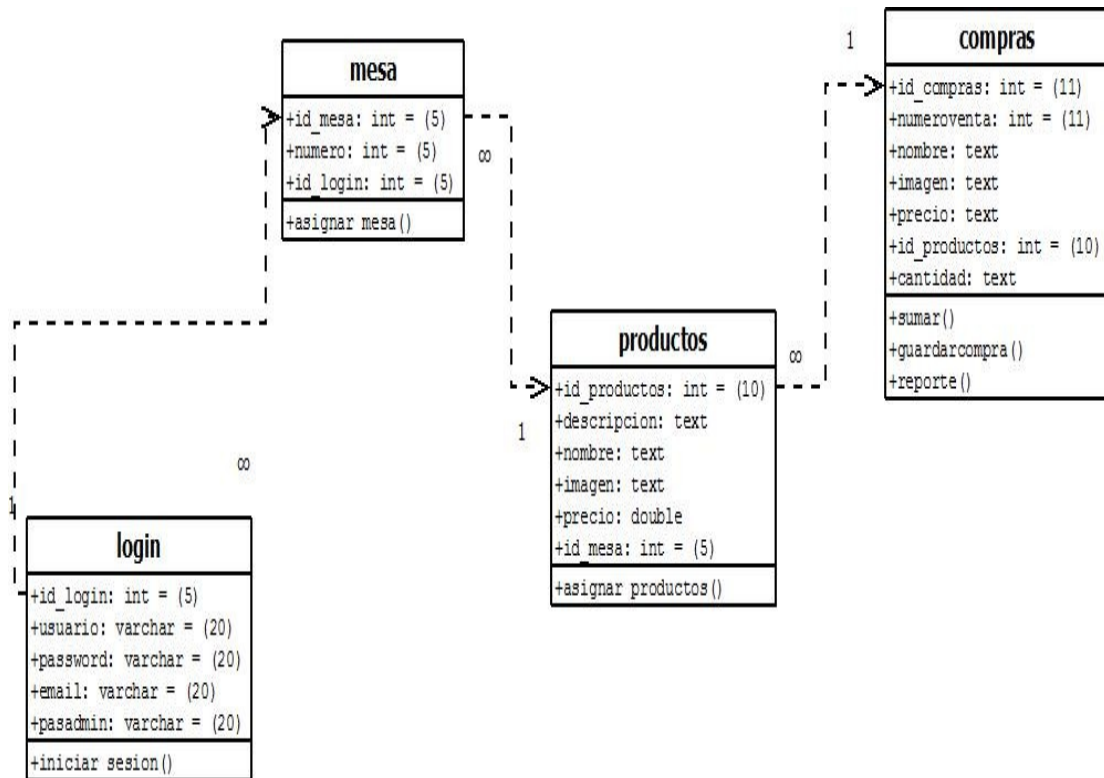 mesa
+id_mesa: int = (5)
+numero: int = (5)
+id_login: int = (5)
+asignar mesa()
∞
1
compras
+id_compras: int = (11)
+numeroventa: int = (11)
+nombre: text
+imagen: text
+precio: text
+id_productos: int = (10)
+cantidad: text
+sumar()
+guardarcompra()
+reporte()
productos
+id_productos: int = (10)
+descripcion: text
+nombre: text
+imagen: text
+precio: double
+id_mesa: int = (5)
+asignar productos()
∞
1
∞
1
login
+id_login: int = (5)
+usuario: varchar = (20)
+password: varchar = (20)
+email: varchar = (20)
+pasadmin: varchar = (20)
+iniciar sesion()